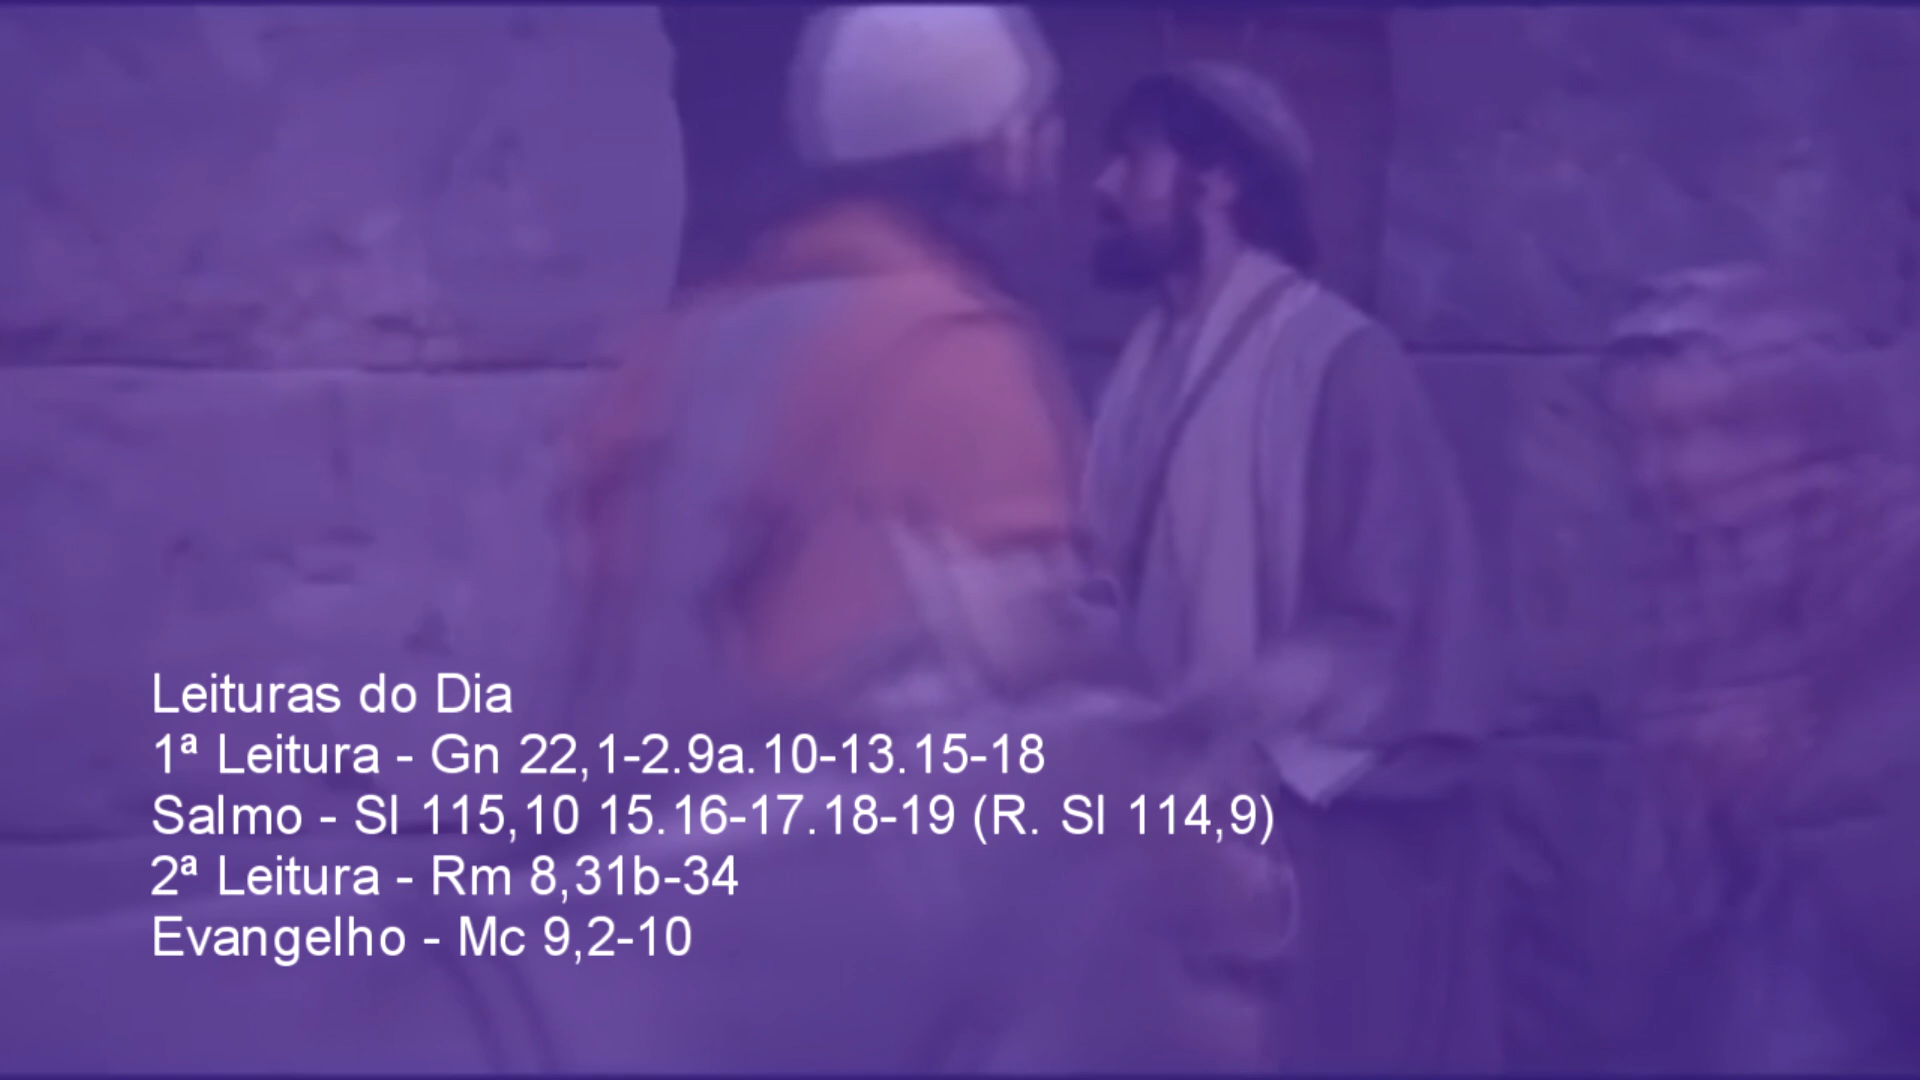 Leituras do Dia
1ª Leitura - Gn 22,1-2.9a.10-13.15-18
Salmo - Sl 115,10 15.16-17.18-19 (R. Sl 114,9)
2ª Leitura - Rm 8,31b-34
Evangelho - Mc 9,2-10